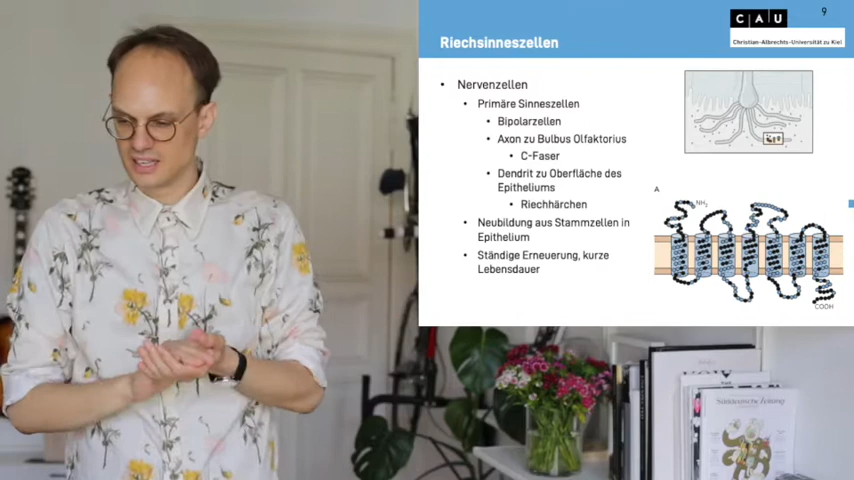 CAU
9
Christian-Albrechts-Universität zu Kiel
Riechsinneszellen
• Nervenzellen
• Primäre Sinneszellen
• Bipolarzellen
• Axon zu Bulbus Olfaktorius
• C-Faser
• Dendrit zu Oberfläche des
Epitheliums
• Riechhärchen
• Neubildung aus Stammzellen in
Epithelium
• Ständige Erneuerung, kurze
Lebensdauer
A
NH₂
COOH
Süddeutsche Zeitung